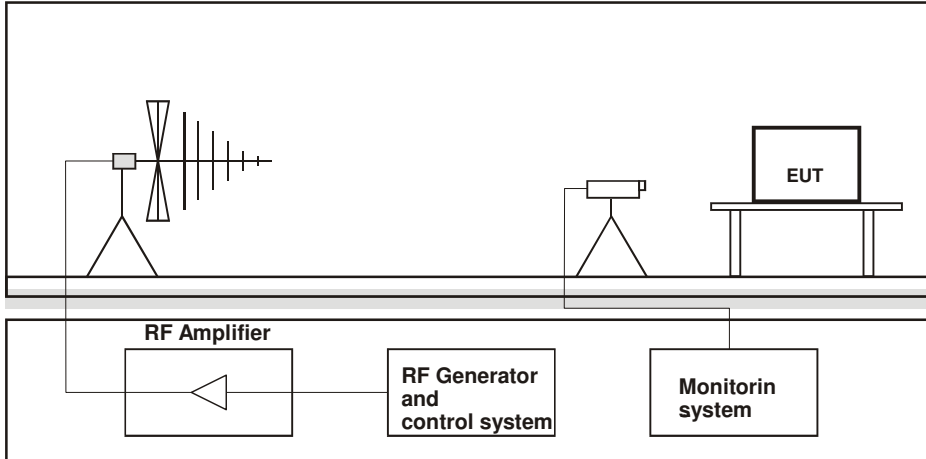 EUT
RF Amplifier
RF Generator
and
control system
Monitorin
system